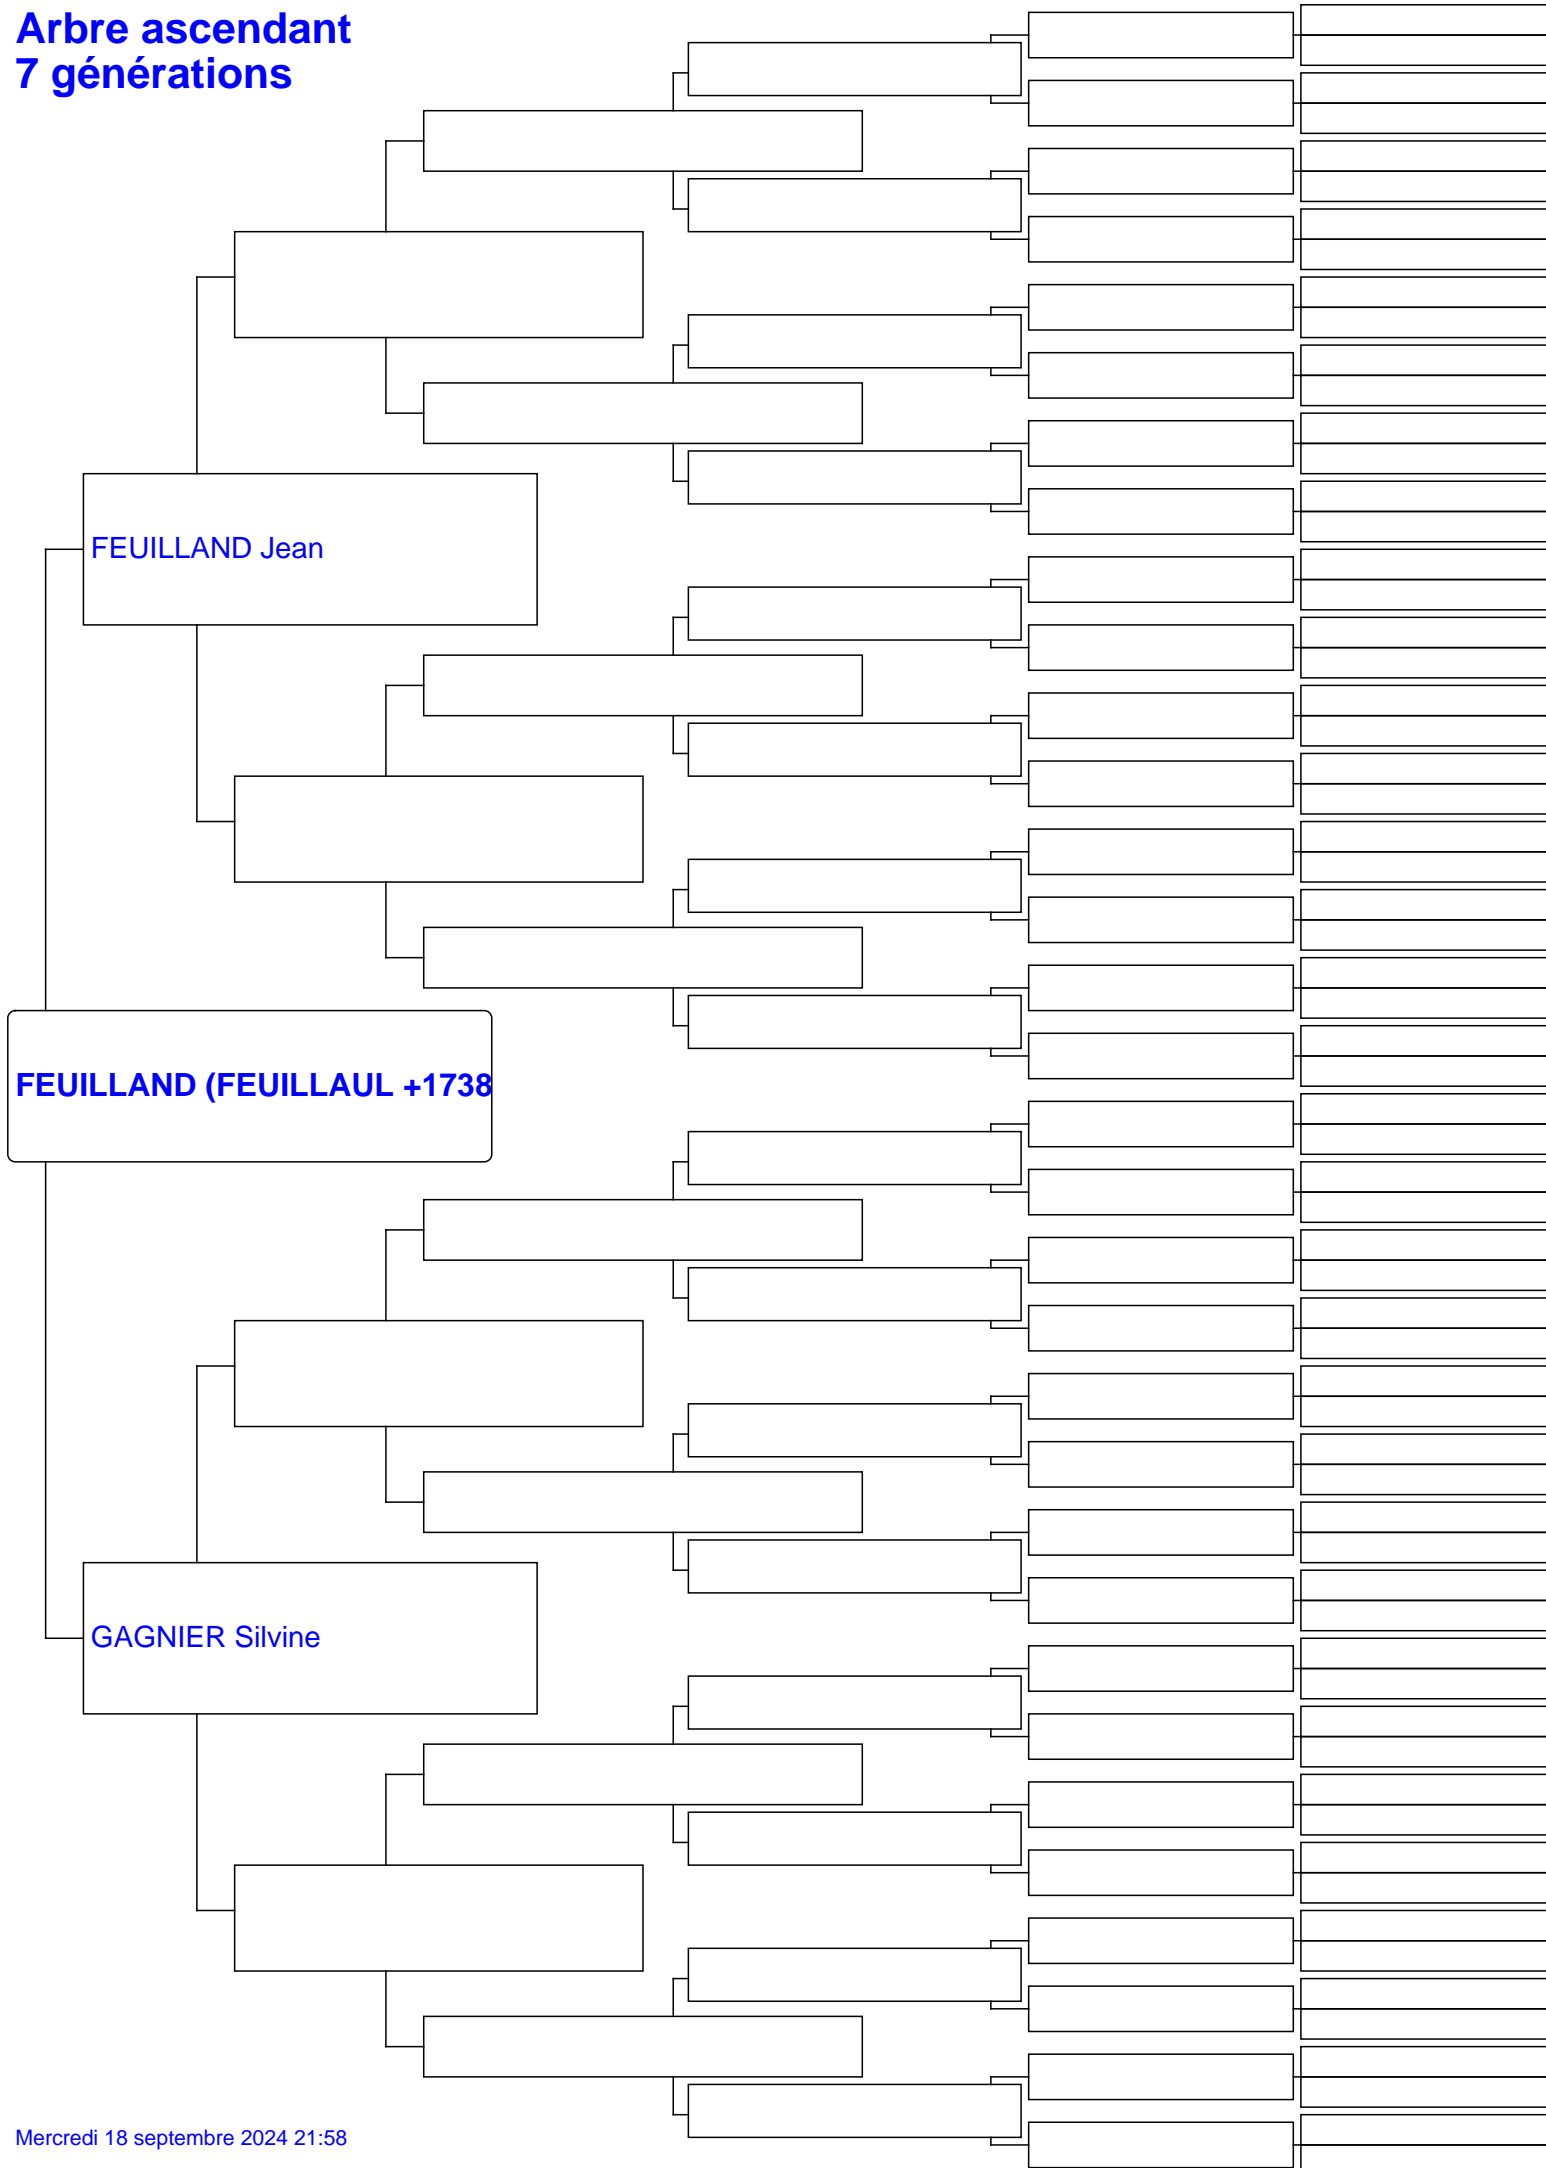 Arbre ascendant
7 générations
FEUILLAND Jean
FEUILLAND (FEUILLAUL +1738
GAGNIER Silvine
Mercredi 18 septembre 2024 21:58